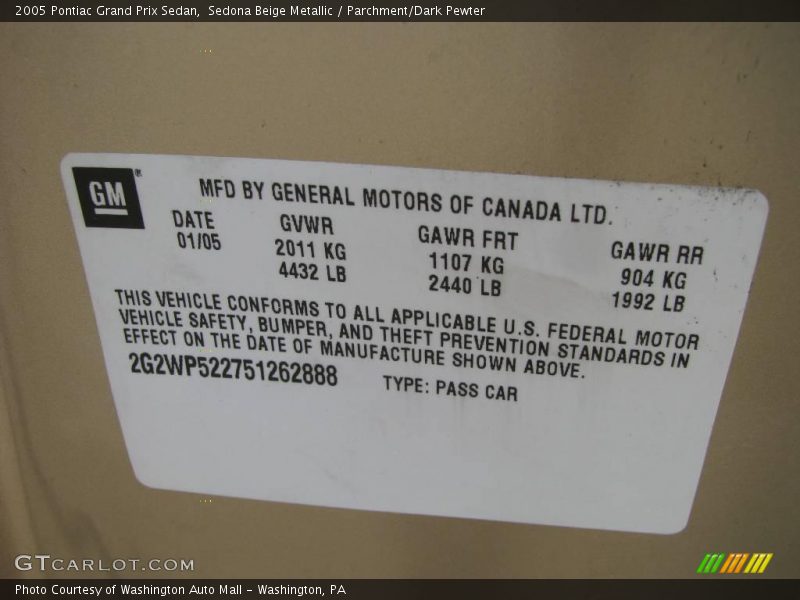 2005 Pontiac Grand Prix Sedan,  Sedona Beige Metallic / Parchment/Dark Pewter
GM®
MFD BY GENERAL MOTORS OF CANADA LTD.
DATE GVWR GAWR FRT GAWR RR
01/05 2011 KG 1107 KG 904 KG
4432 LB 2440 LB 1992 LB
THIS VEHICLE CONFORMS TO ALL APPLICABLE U.S. FEDERAL MOTOR
VEHICLE SAFETY, BUMPER, AND THEFT PREVENTION STANDARDS IN
EFFECT ON THE DATE OF MANUFACTURE SHOWN ABOVE.
2G2WP522751262888 TYPE: PASS CAR
GTCARLOT.COM
Photo Courtesy of Washington Auto Mall - Washington, PA